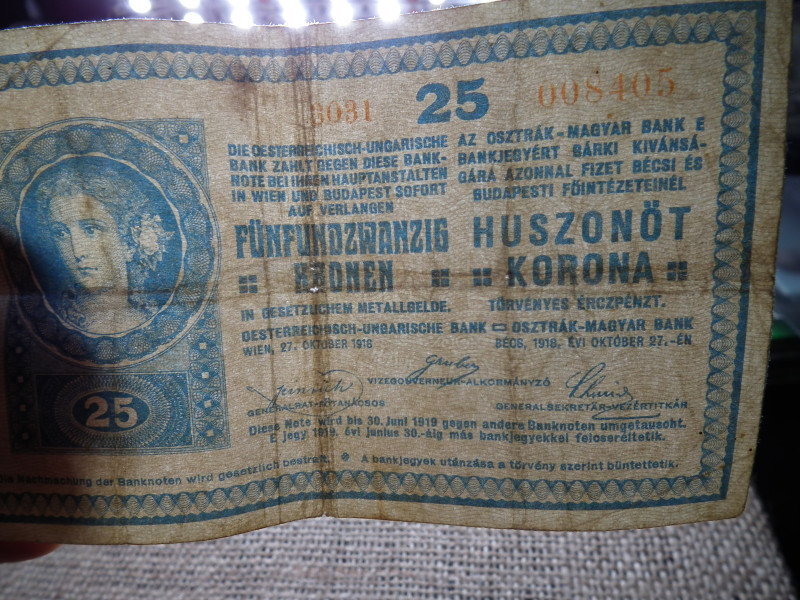 3031 25 008405
DIE OESTERREICHISCH-UNGARISCHE
BANK ZAHLT GEGEN DIESE BANK-
NOTE BEI IHREN HAUPTANSTALTEN
IN WIEN UND BUDAPEST SOFORT
AUF VERLANGEN
FÜNFUNDZWANZIG
KRONEN
IN GESETZLICHEM METALLGELDE.
OESTERREICHISCH-UNGARISCHE BANK
WIEN, 27. OKTOBER 1918
AZ OSZTRÁK-MAGYAR BANK E
BANKJEGYÉRT BÁRKI KIVÁNSÁ-
GÁRA AZONNAL FIZET BÉCSI ÉS
BUDAPESTI FŐINTÉZETEINÉL
HUSZONÖT
KORONA
TÖRVÉNYES ÉRCZPÉNZT.
OSZTRÁK-MAGYAR BANK
BÉCS, 1918. ÉVI OKTÓBER 27.-ÉN
Gruber
VIZEGOUVERNEUR-ALKORMÁNYZÓ
GENERALRAT-FŐTANÁCSOS
GENERALSEKRETÄR-VEZÉRTITKÁR
25
Diese Note wird bis 30. Juni 1919 gegen andere Banknoten umgetauscht.
E jegy 1919. évi junius 30.-áig más bankjegyekkel felcseréltetik.
Nachmachung der Banknoten wird gesetzlich bestraft. A bankjegyek utánzása a törvény szerint büntettetik.